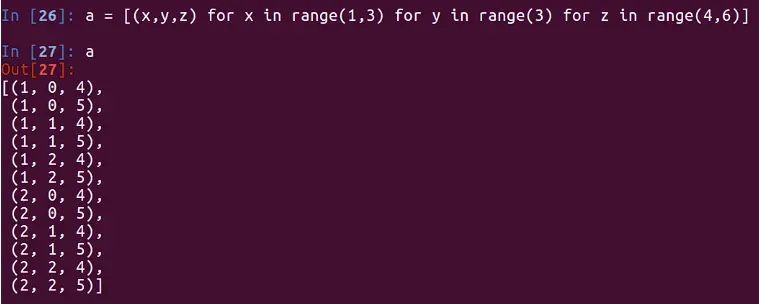 In [26]: a = [(x,y,z) for x in range(1,3) for y in range(3) for z in range(4,6)]
In [27]: a
Out[27]:
[(1, 0, 4),
(1, 0, 5),
(1, 1, 4),
(1, 1, 5),
(1, 2, 4),
(1, 2, 5),
(2, 0, 4),
(2, 0, 5),
(2, 1, 4),
(2, 1, 5),
(2, 2, 4),
(2, 2, 5)]